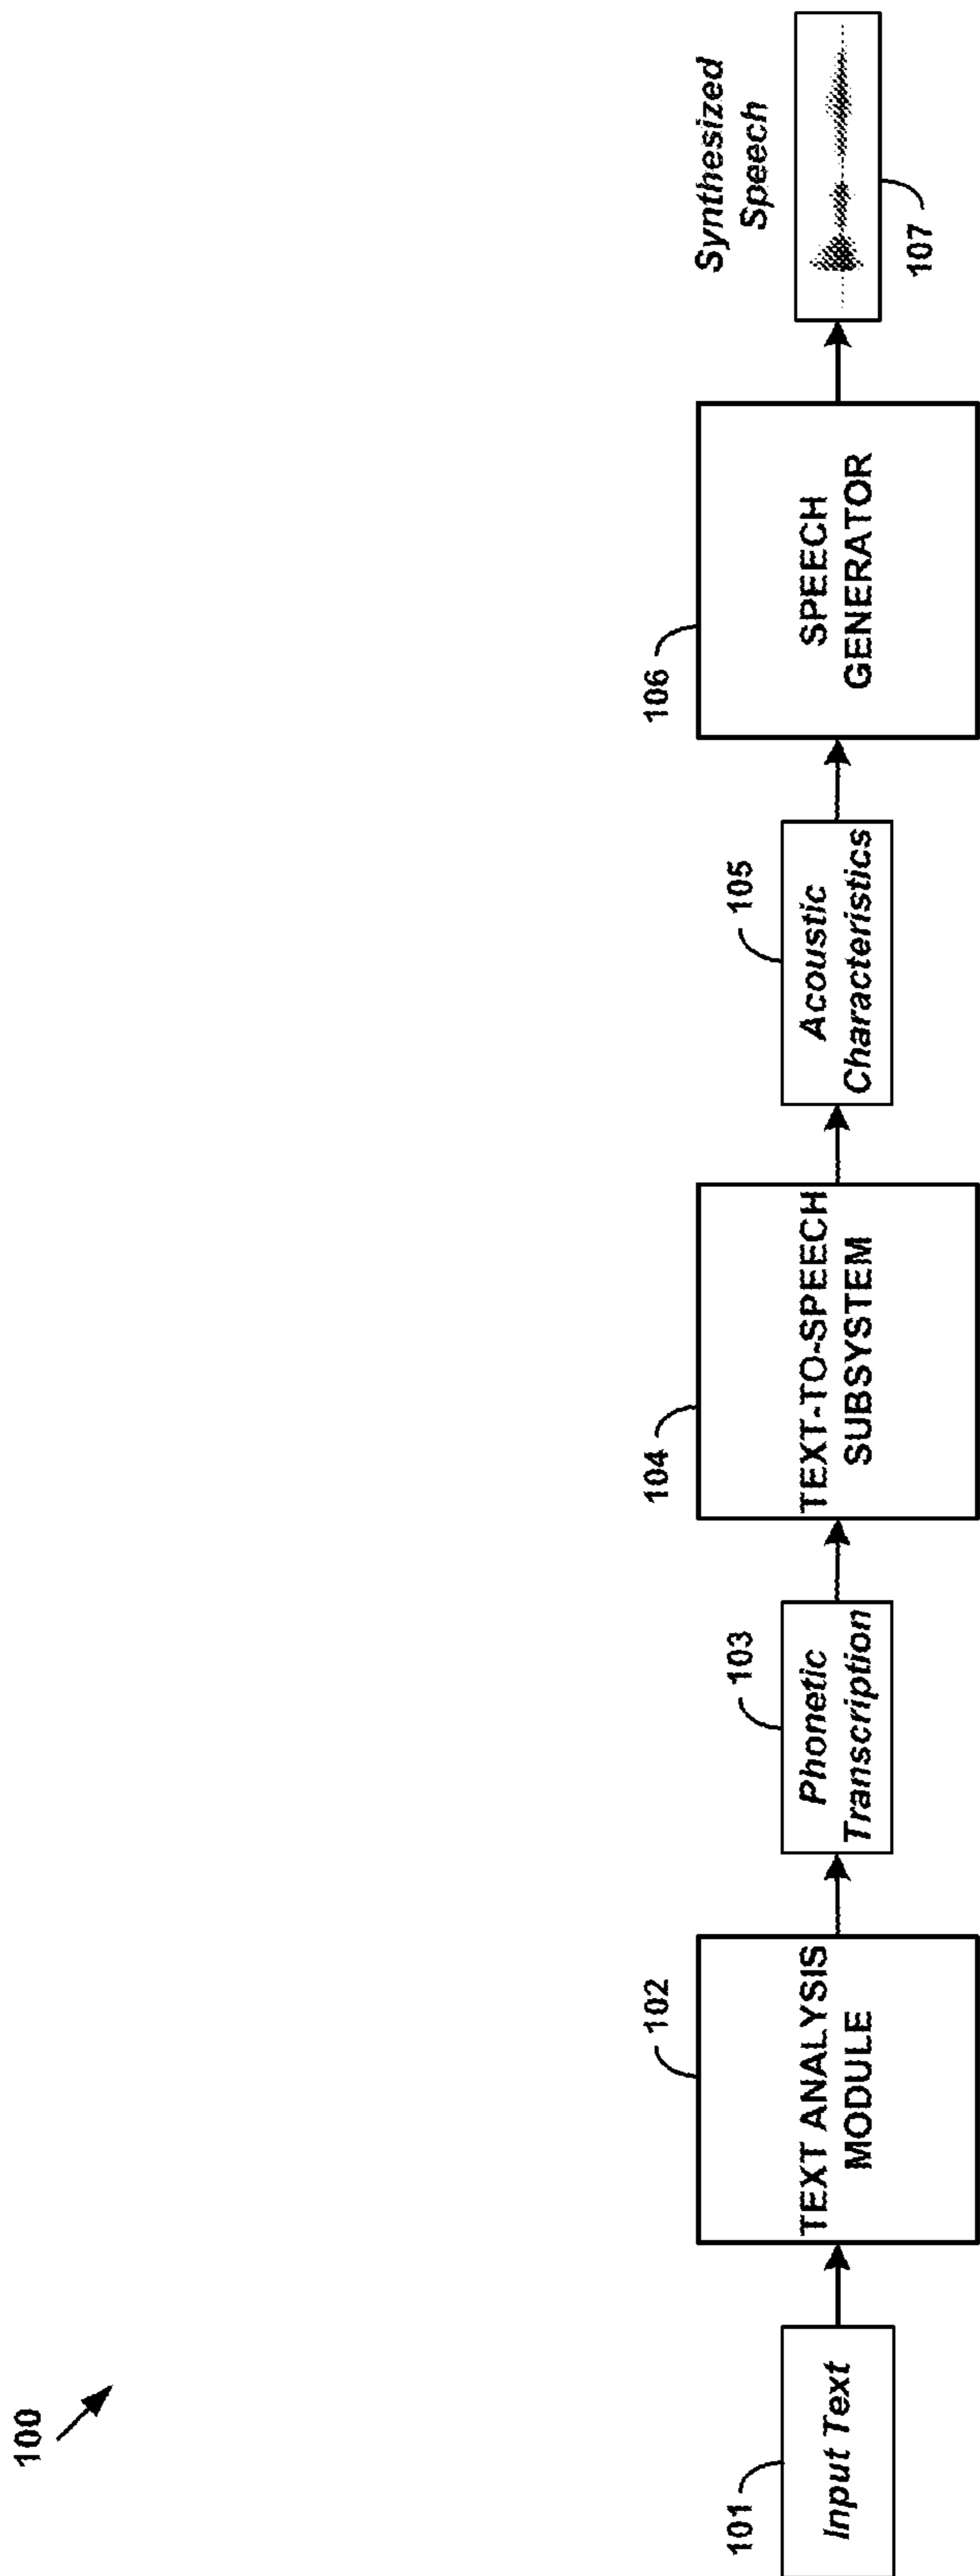 100
101
Input Text
102
TEXT ANALYSIS
MODULE
103
Phonetic
Transcription
104
TEXT-TO-SPEECH
SUBSYSTEM
105
Acoustic
Characteristics
106
SPEECH
GENERATOR
Synthesized
Speech
107